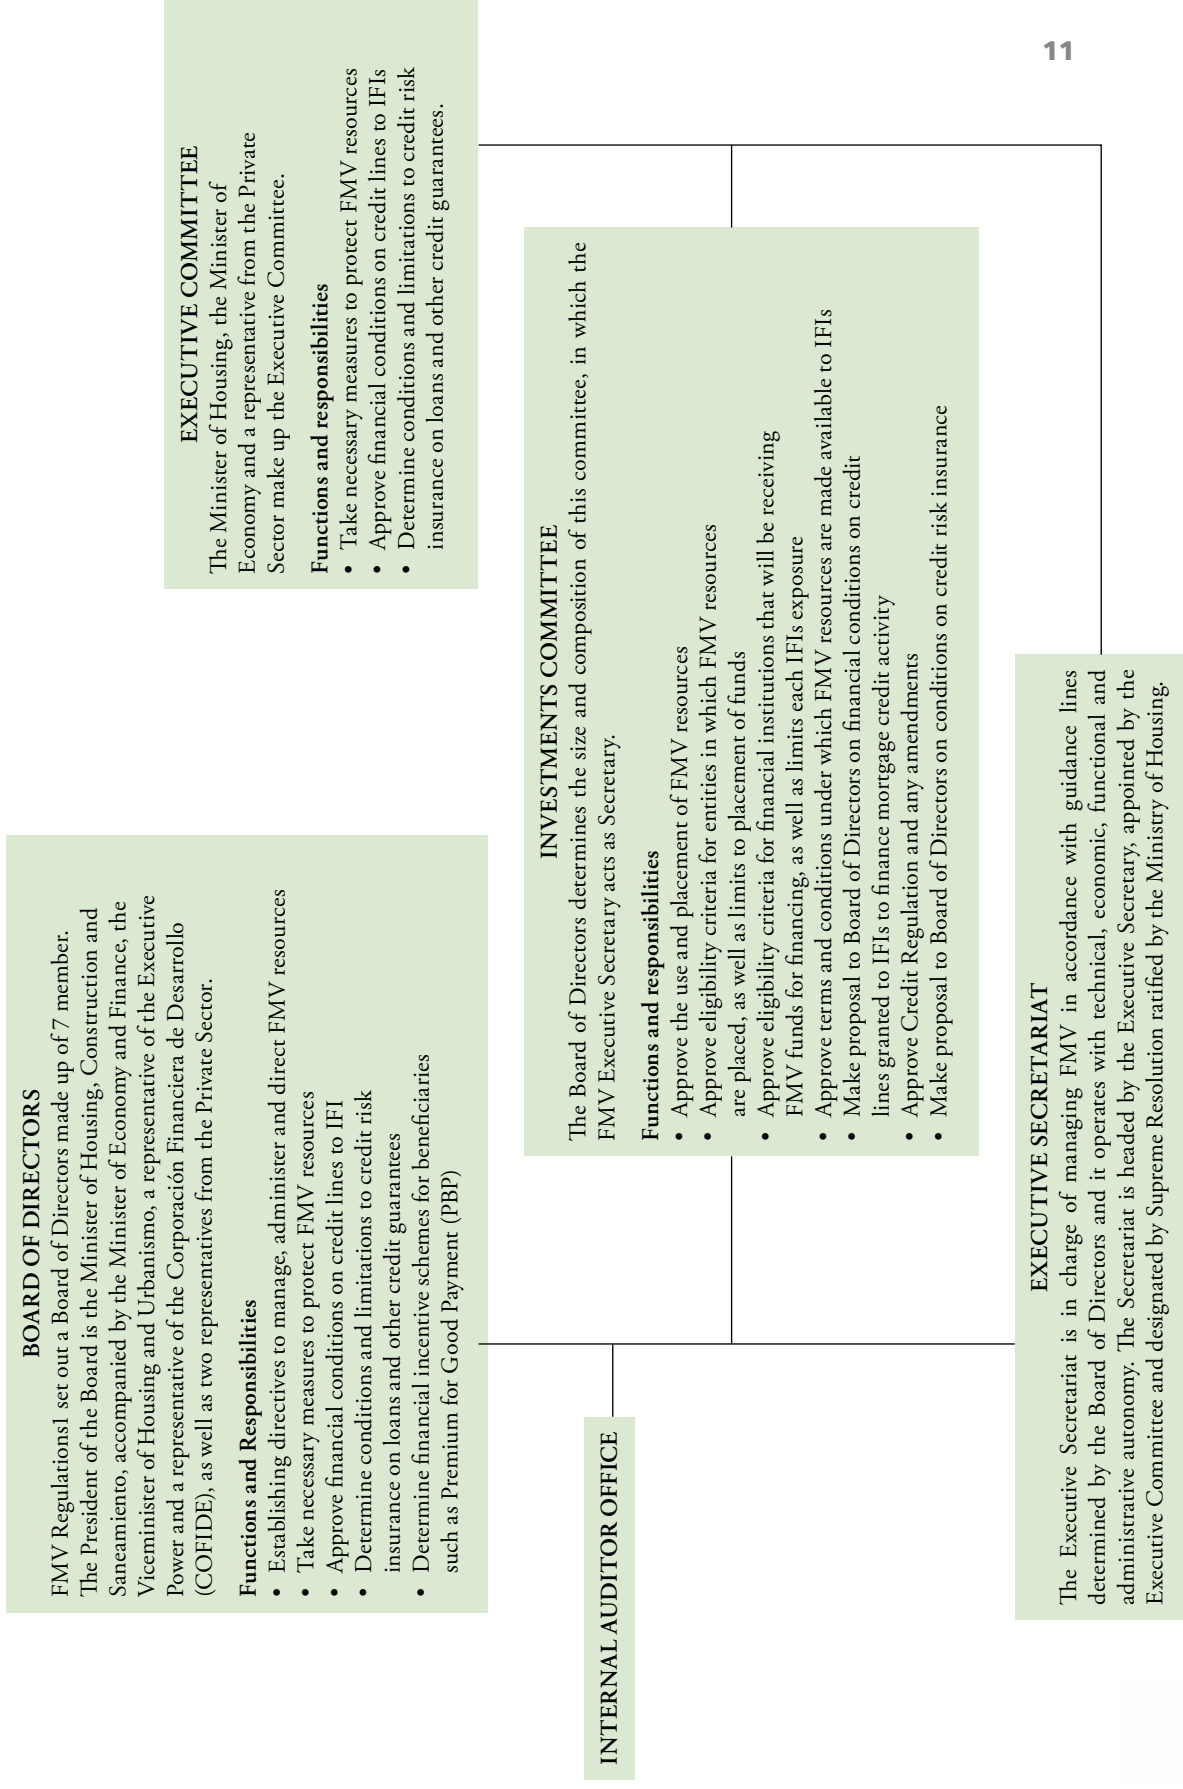 BOARD OF DIRECTORS
FMV Regulations1 set out a Board of Directors made up of 7 member.
The President of the Board is the Minister of Housing, Construction and
Saneamiento, accompanied by the Minister of Economy and Finance, the
Viceminister of Housing and Urbanismo, a representative of the Executive
Power and a representative of the Corporación Financiera de Desarrollo
(COFIDE), as well as two representatives from the Private Sector.
Functions and Responsibilities
• Establishing directives to manage, administer and direct FMV resources
• Take necessary measures to protect FMV resources
• Approve financial conditions on credit lines to IFI
• Determine conditions and limitations to credit risk
insurance on loans and other credit guarantees
• Determine financial incentive schemes for beneficiaries
such as Premium for Good Payment (PBP)
EXECUTIVE COMMITTEE
The Minister of Housing, the Minister of
Economy and a representative from the Private
Sector make up the Executive Committee.
Functions and responsibilities
• Take necessary measures to protect FMV resources
• Approve financial conditions on credit lines to IFIs
• Determine conditions and limitations to credit risk
insurance on loans and other credit guarantees.
INTERNAL AUDITOR OFFICE
INVESTMENTS COMMITTEE
The Board of Directors determines the size and composition of this committee, in which the
FMV Executive Secretary acts as Secretary.
Functions and responsibilities
• Approve the use and placement of FMV resources
• Approve eligibility criteria for entities in which FMV resources
are placed, as well as limits to placement of funds
• Approve eligibility criteria for financial institutions that will be receiving
FMV funds for financing, as well as limits each IFIs exposure
• Approve terms and conditions under which FMV resources are made available to IFIs
• Make proposal to Board of Directors on financial conditions on credit
lines granted to IFIs to finance mortgage credit activity
• Approve Credit Regulation and any amendments
• Make proposal to Board of Directors on conditions on credit risk insurance
EXECUTIVE SECRETARIAT
The Executive Secretariat is in charge of managing FMV in accordance with guidance lines
determined by the Board of Directors and it operates with technical, economic, functional and
administrative autonomy. The Secretariat is headed by the Executive Secretary, appointed by the
Executive Committee and designated by Supreme Resolution ratified by the Ministry of Housing.
11